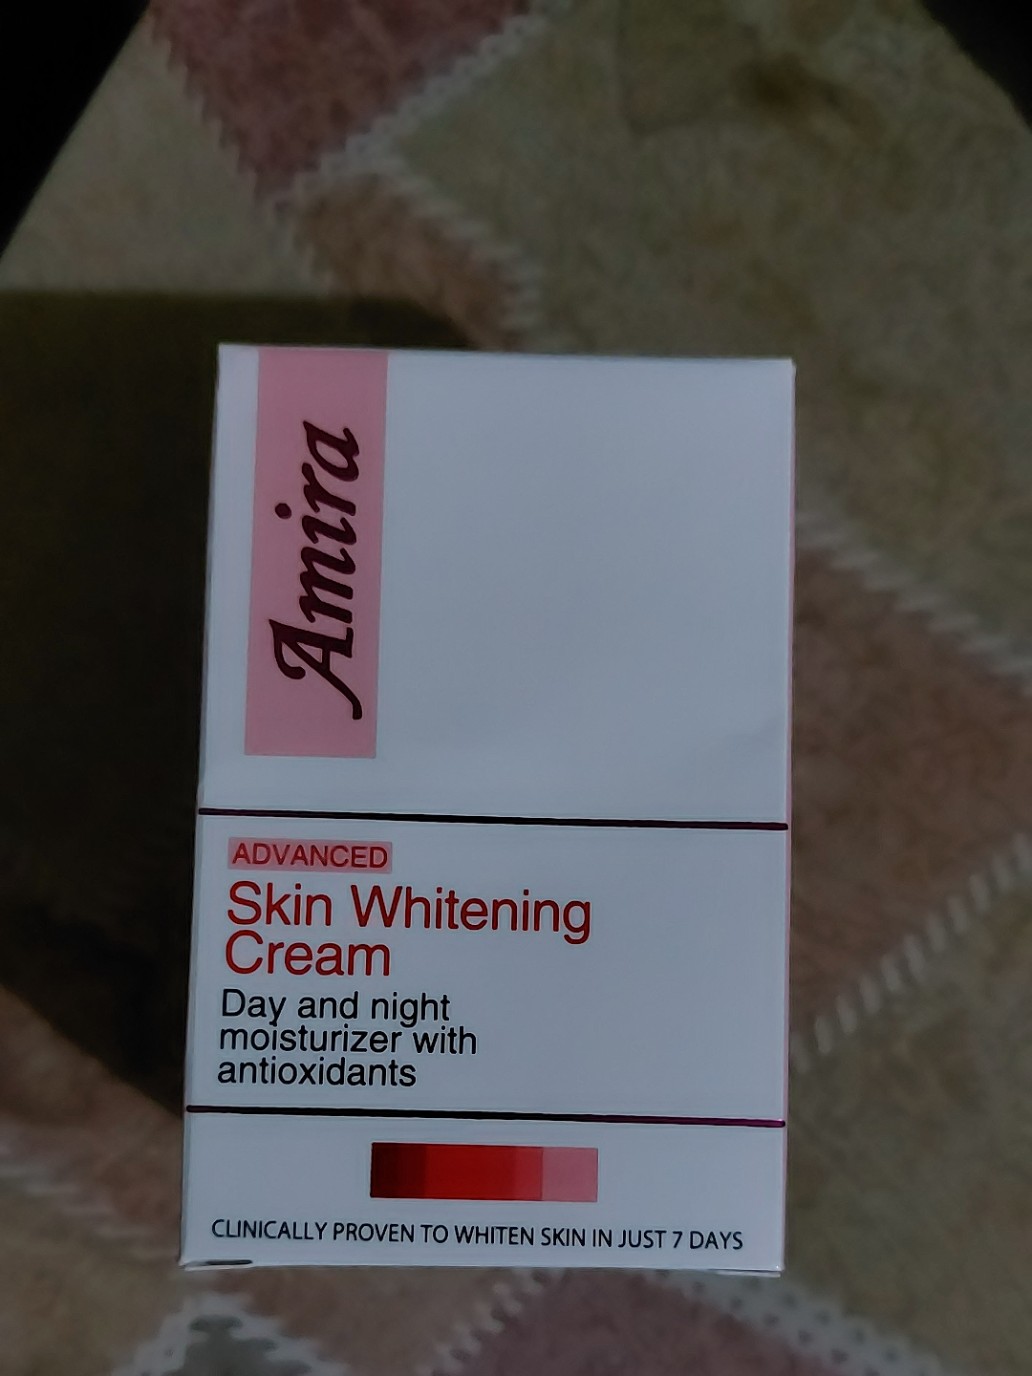 Amira
ADVANCED
Skin Whitening
Cream
Day and night
moisturizer with
antioxidants
CLINICALLY PROVEN TO WHITEN SKIN IN JUST 7 DAYS